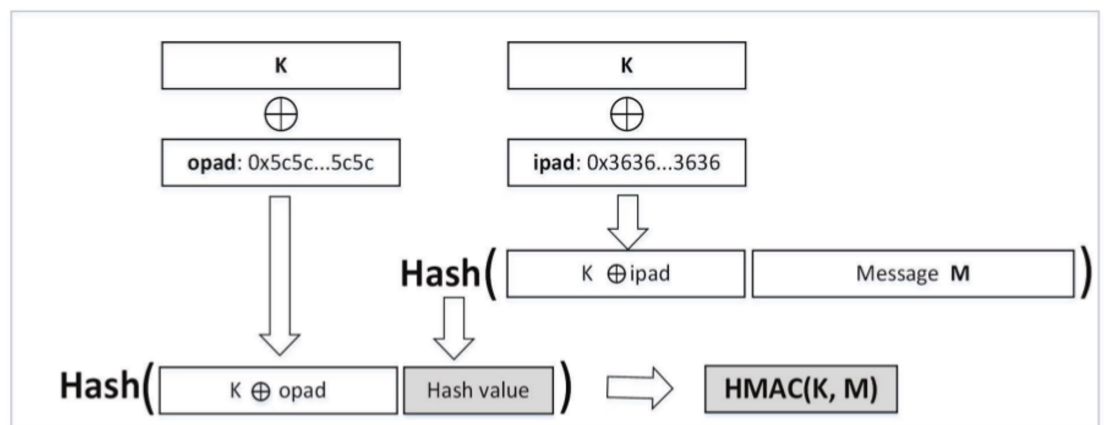 K
K
⊕
⊕
opad: 0x5c5c...5c5c
ipad: 0x3636...3636
Hash( K ⊕ipad Message M )
Hash( K ⊕ opad Hash value ) HMAC(K, M)